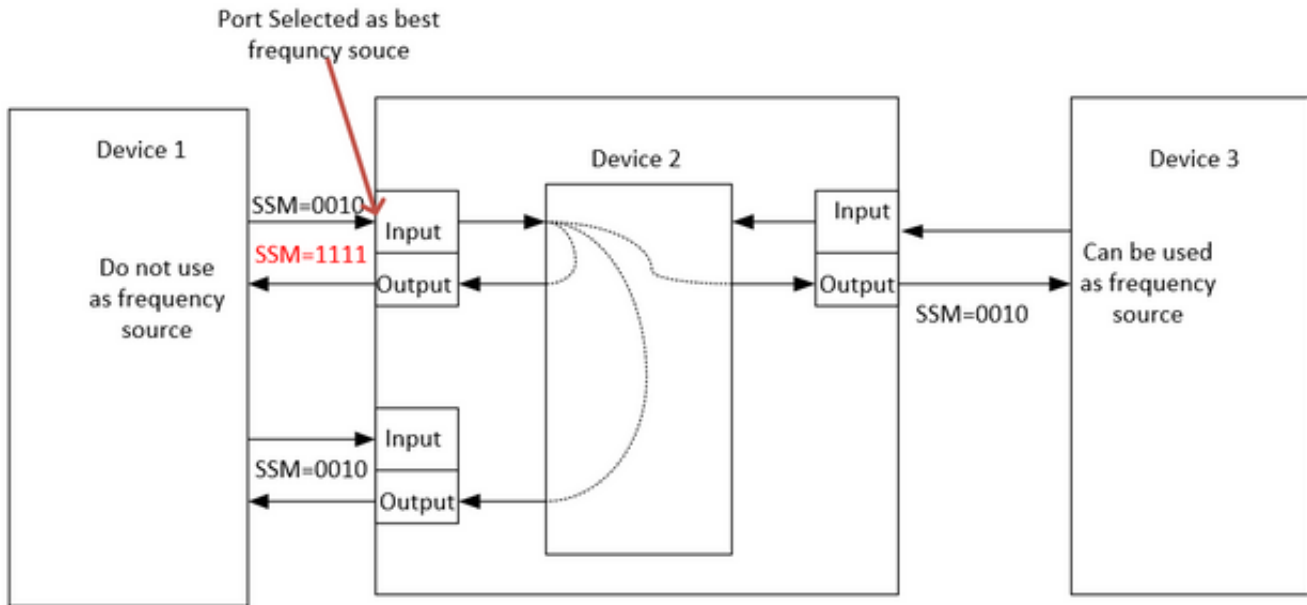 Port Selected as best
frequncy souce
Device 1
Device 2
Device 3
SSM=0010
Input
Input
SSM=1111
Do not use
as frequency
source
Output
Output
Can be used
as frequency
source
SSM=0010
Input
SSM=0010
Output